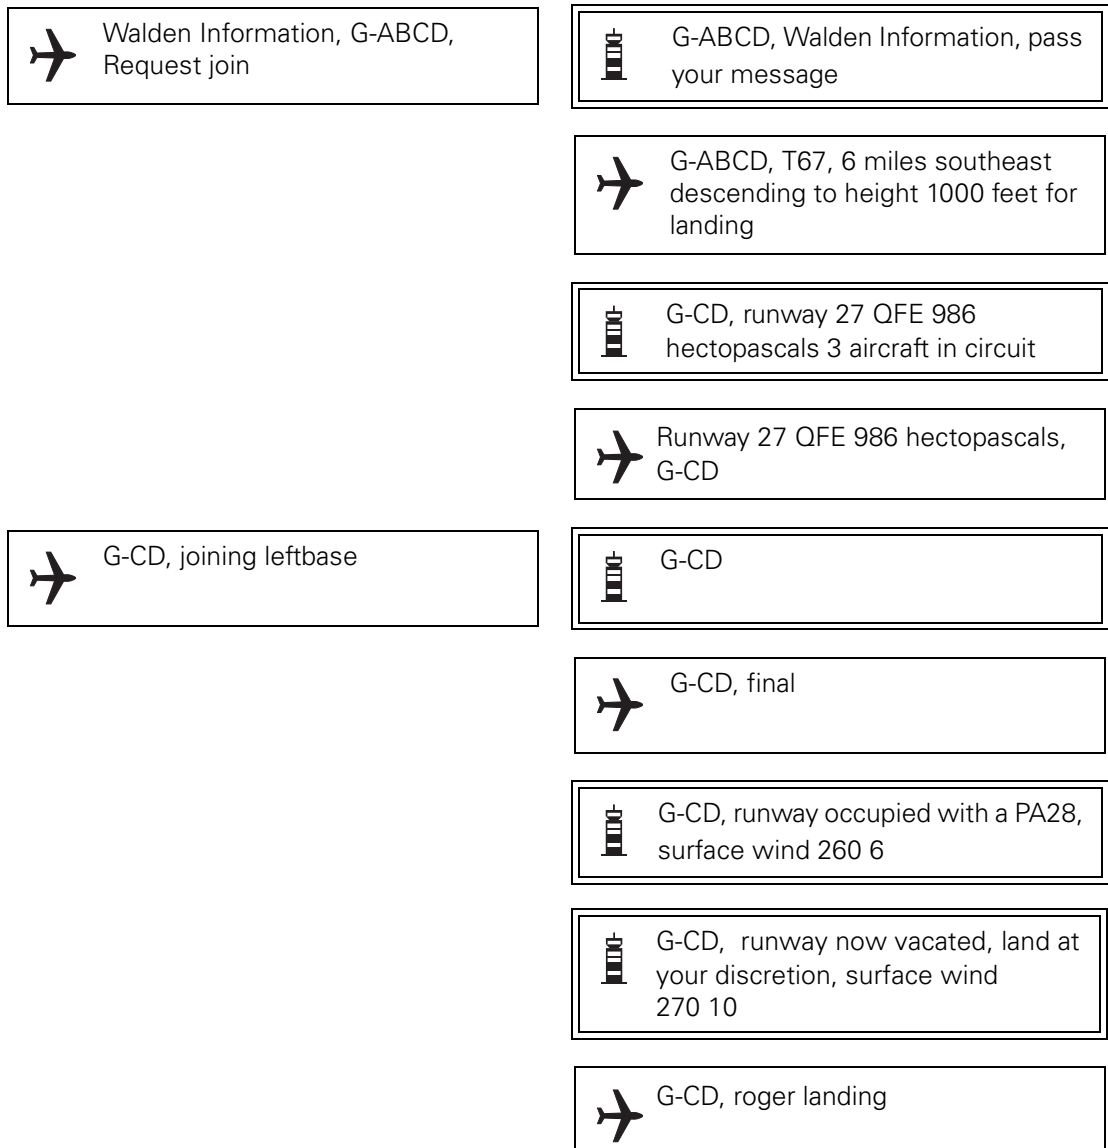 Walden Information, G-ABCD,
Request join
G-ABCD, Walden Information, pass
your message
G-ABCD, T67, 6 miles southeast
descending to height 1000 feet for
landing
G-CD, runway 27 QFE 986
hectopascals 3 aircraft in circuit
Runway 27 QFE 986 hectopascals,
G-CD
G-CD, joining leftbase
G-CD
G-CD, final
G-CD, runway occupied with a PA28,
surface wind 260 6
G-CD, runway now vacated, land at
your discretion, surface wind
270 10
G-CD, roger landing